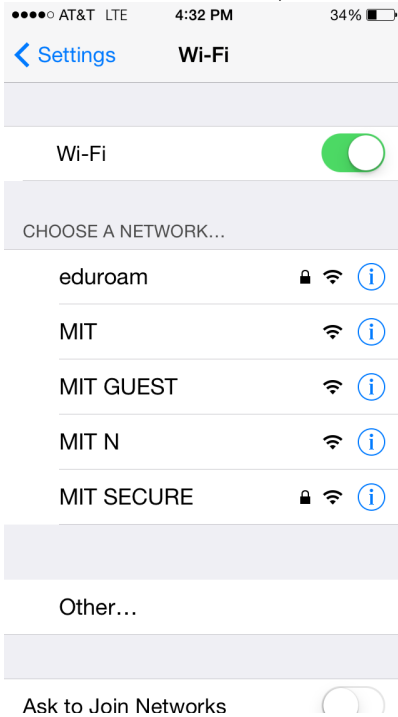 AT&T LTE 4:32 PM 34%
Settings Wi-Fi
Wi-Fi
CHOOSE A NETWORK...
eduroam
MIT
MIT GUEST
MIT N
MIT SECURE
Other...
Ask to Join Networks